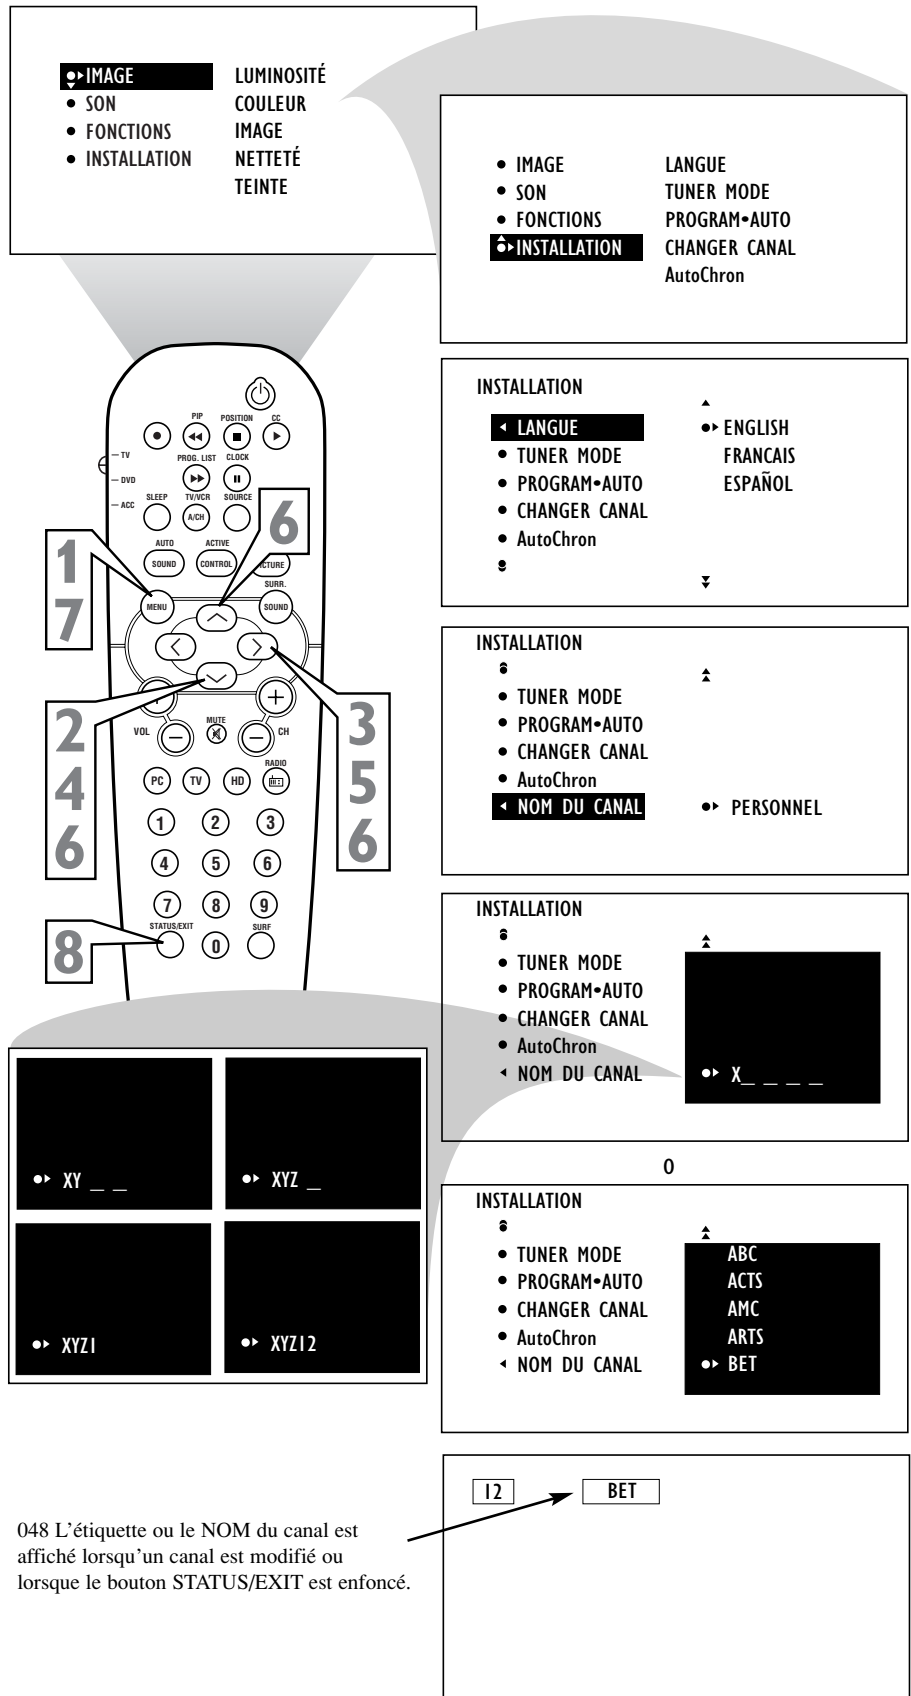 IMAGE LUMINOSITÉ
SON COULEUR
FONCTIONS IMAGE
INSTALLATION NETTETÉ
TEINTE
IMAGE LANGUE
SON TUNER MODE
FONCTIONS PROGRAM•AUTO
INSTALLATION CHANGER CANAL
AutoChron
INSTALLATION
LANGUE ENGLISH
TUNER MODE FRANCAIS
PROGRAM•AUTO ESPAÑOL
CHANGER CANAL
AutoChron
INSTALLATION
TUNER MODE
PROGRAM•AUTO
CHANGER CANAL
AutoChron
NOM DU CANAL PERSONNEL
INSTALLATION
TUNER MODE
PROGRAM•AUTO
CHANGER CANAL
AutoChron
NOM DU CANAL X_ _ _ _
O
INSTALLATION
ABC
TUNER MODE ACTS
PROGRAM•AUTO AMC
CHANGER CANAL ARTS
AutoChron
NOM DU CANAL BET
12 BET
PIP POSITION CC
TV
PROG. LIST CLOCK
DVD
ACC
SLEEP TV/VCR SOURCE
A/CH
6
AUTO ACTIVE
SOUND CONTROL ICTURE
1
7
SURR.
MENU SOUND
2
4
6
3
5
6
+
VOL − MUTE − CH
RADIO
PC TV HD
1 2 3
4 5 6
7 8 9
STATUS/EXIT SURF
0
8
XY _ _ XYZ _
XYZ1 XYZ12
048 L'étiquette ou le NOM du canal est
affiché lorsqu'un canal est modifié ou
lorsque le bouton STATUS/EXIT est enfoncé.